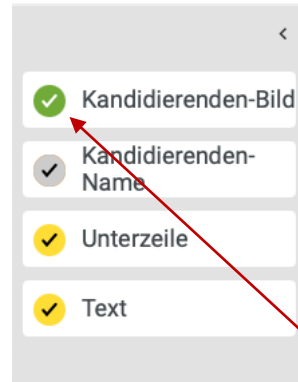 Kandidierenden-Bild
Kandidierenden-
Name
Unterzeile
Text